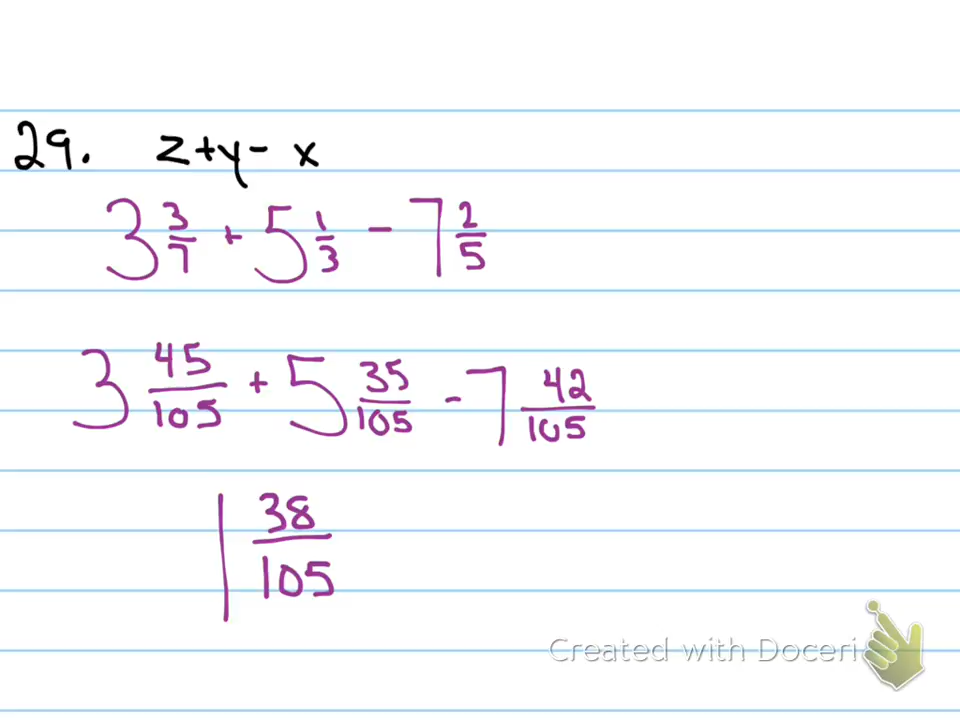 29. z+y- x
3 3/7 + 5 1/3 - 7 2/5
3 45/105 + 5 35/105 - 7 42/105
1 38/105
Created with Doceri